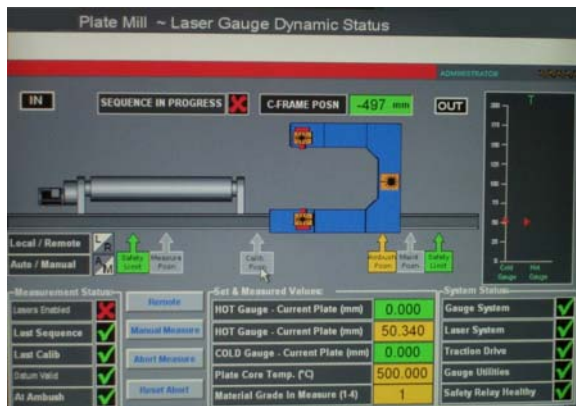 Plate Mill ~ Laser Gauge Dynamic Status
ADMINISTRATOR
IN
SEQUENCE IN PROGRESS
C-FRAME POSN
-497 mm
OUT
T
Local / Remote
L R
Auto / Manual
A M
Safety Limit
Measure Posn
Calib. Posn
Ambush Posn
Maint Posn
Safety Limit
Cold Gauge
Hot Gauge
Measurement Status:
Lasers Enabled
Last Sequence
Last Calib
Datum Valid
At Ambush
Remote
Manual Measure
Abort Measure
Reset Abort
Set & Measured Values:
HOT Gauge - Current Plate (mm) 0.000
HOT Gauge - Current Plate (mm) 50.340
COLD Gauge - Current Plate (mm) 0.000
Plate Core Temp. (°C) 500.000
Material Grade In Measure (1-4) 1
System Status:
Gauge System
Laser System
Traction Drive
Gauge Utilities
Safety Relay Healthy